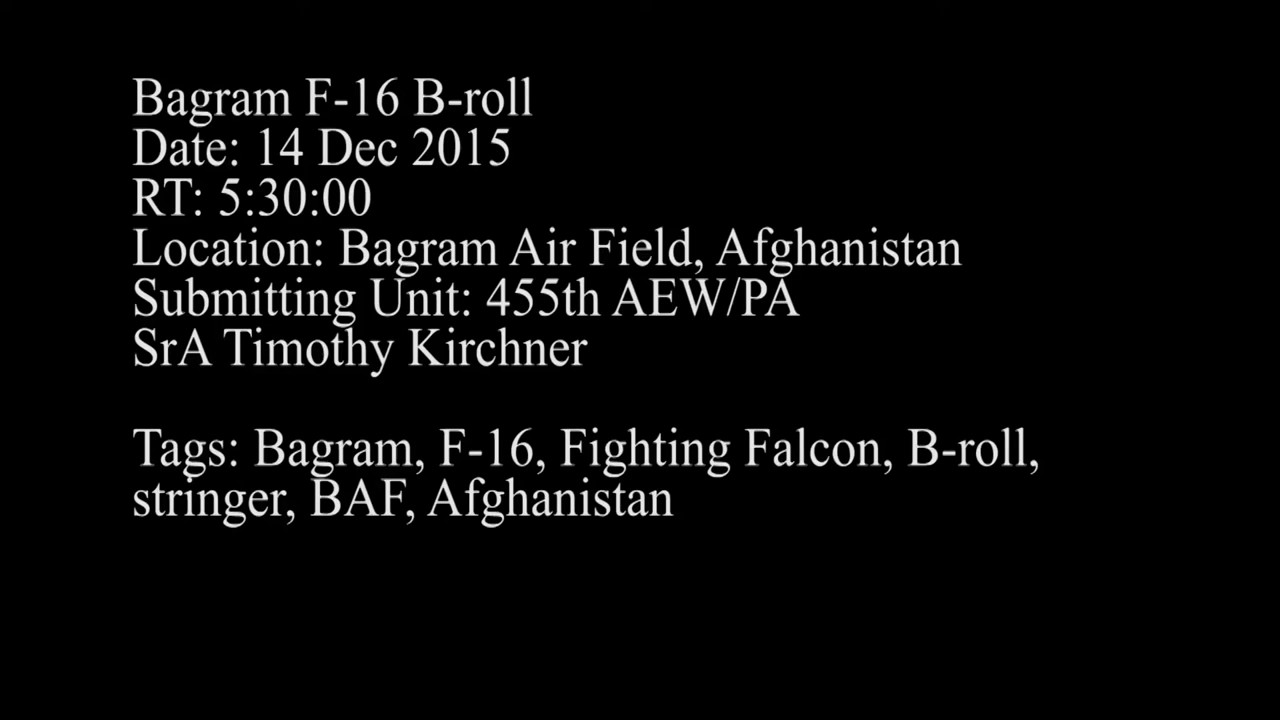 Bagram F-16 B-roll
Date: 14 Dec 2015
RT: 5:30:00
Location: Bagram Air Field, Afghanistan
Submitting Unit: 455th AEW/PA
SrA Timothy Kirchner
Tags: Bagram, F-16, Fighting Falcon, B-roll,
stringer, BAF, Afghanistan